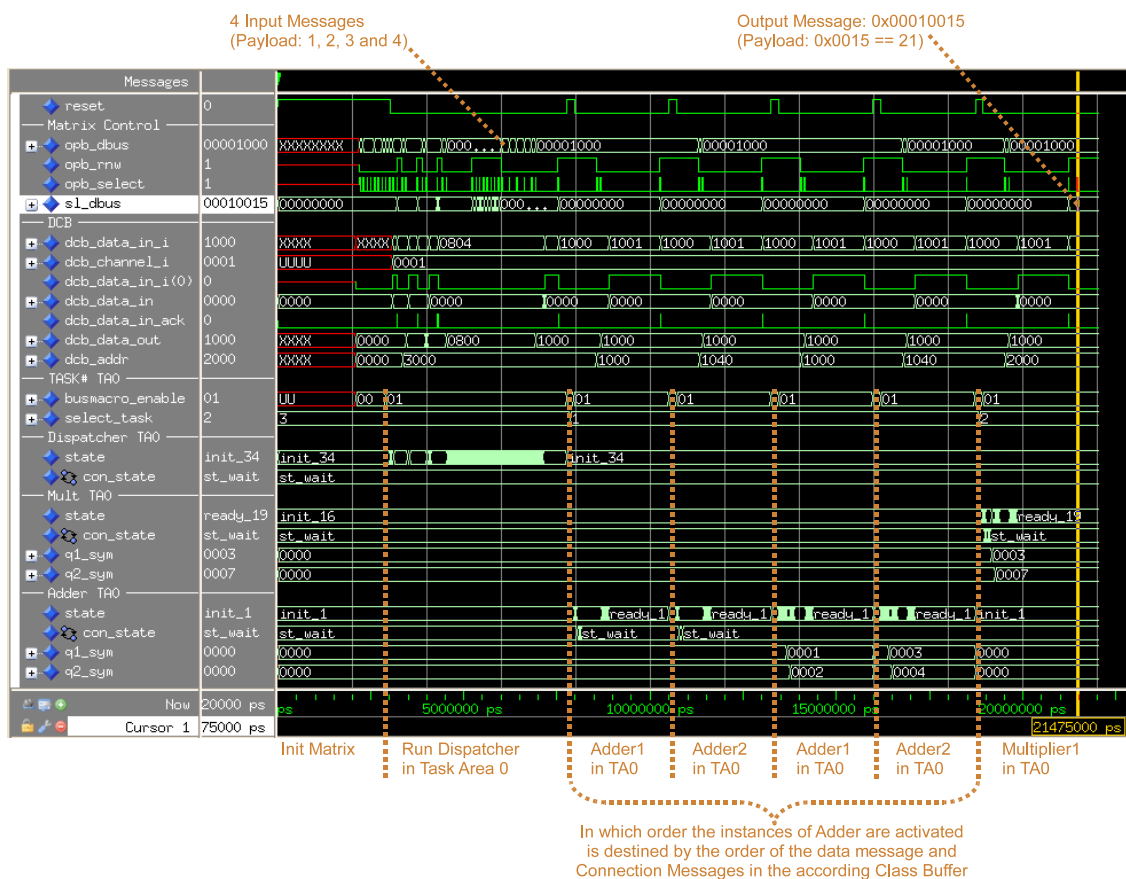 4 Input Messages
(Payload: 1, 2, 3 and 4)
Output Message: 0x00010015
(Payload: 0x0015 == 21)
Messages
reset 0
Matrix Control
opb_dbus 00001000 XXXXXXXX 000... 00001000 00001000 00001000 00001000
opb_rnw 1
opb_select 1
sl_dbus 00010015 00000000 000... 00000000 00000000 00000000 00000000 00000000
DCB
dcb_data_in_i 1000 XXXX XXXX 0804 1000 1001 1000 1001 1000 1001 1000 1001 1000 1001
dcb_channel_i 0001 UUUU 0001
dcb_data_in_i(0) 0
dcb_data_in 0000 0000 0000 0000 0000 0000 0000 0000 0000
dcb_data_in_ack 0
dcb_data_out 1000 XXXX 0000 0800 1000 1000 1000 1000 1000 1000
dcb_addr 2000 XXXX 0000 3000 1000 1040 1000 1040 2000
TASK# TA0
busmacro_enable 01 UU 00 01 01 01 01 01 01
select_task 2 3 1 2
Dispatcher TA0
state init_34 init_34 init_34
con_state st_wait st_wait
Mult TA0
state ready_19 init_16 ready_19
con_state st_wait st_wait st_wait
q1_sym 0003 0000 0003
q2_sym 0007 0000 0007
Adder TA0
state init_1 init_1 ready_1 ready_1 ready_1 ready_1 init_1
con_state st_wait st_wait st_wait st_wait
q1_sym 0000 0000 0001 0003 0000
q2_sym 0000 0000 0002 0004 0000
Now 20000 ps ps 5000000 ps 10000000 ps 15000000 ps 20000000 ps
Cursor 1 75000 ps 21475000 ps
Init Matrix
Run Dispatcher
in Task Area 0
Adder1
in TA0
Adder2
in TA0
Adder1
in TA0
Adder2
in TA0
Multiplier1
in TA0
In which order the instances of Adder are activated
is destined by the order of the data message and
Connection Messages in the according Class Buffer